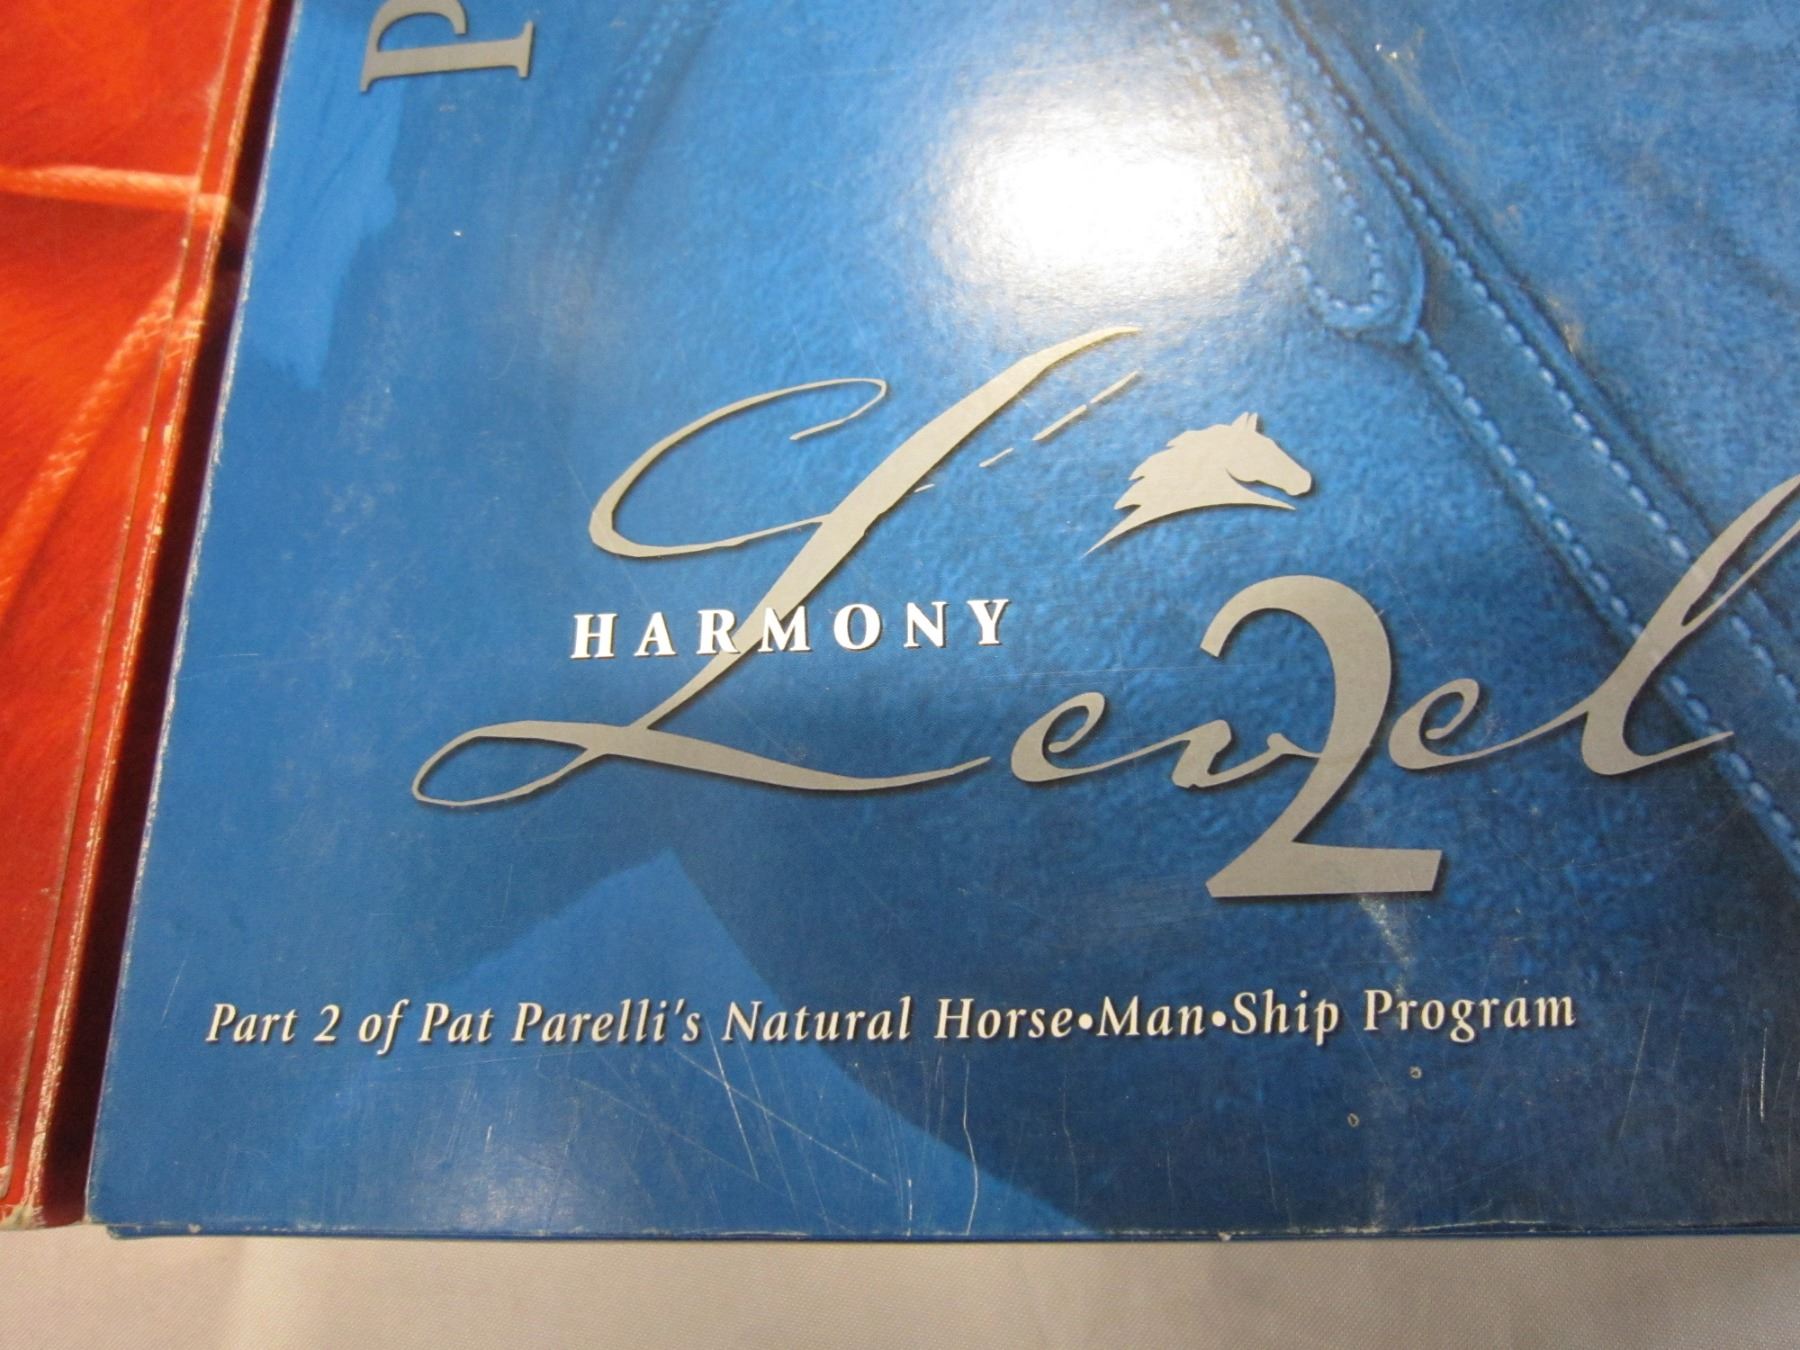 P
HARMONY
Level 2
Part 2 of Pat Parelli's Natural Horse•Man•Ship Program